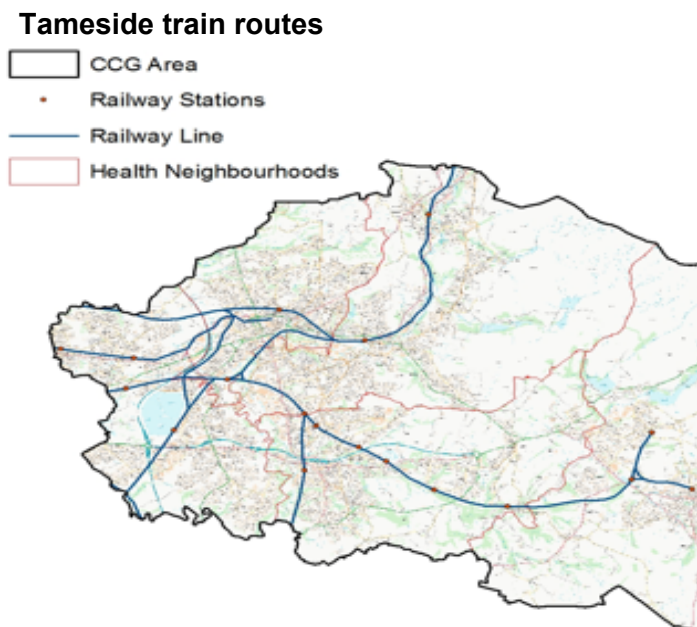 Tameside train routes
CCG Area
Railway Stations
Railway Line
Health Neighbourhoods